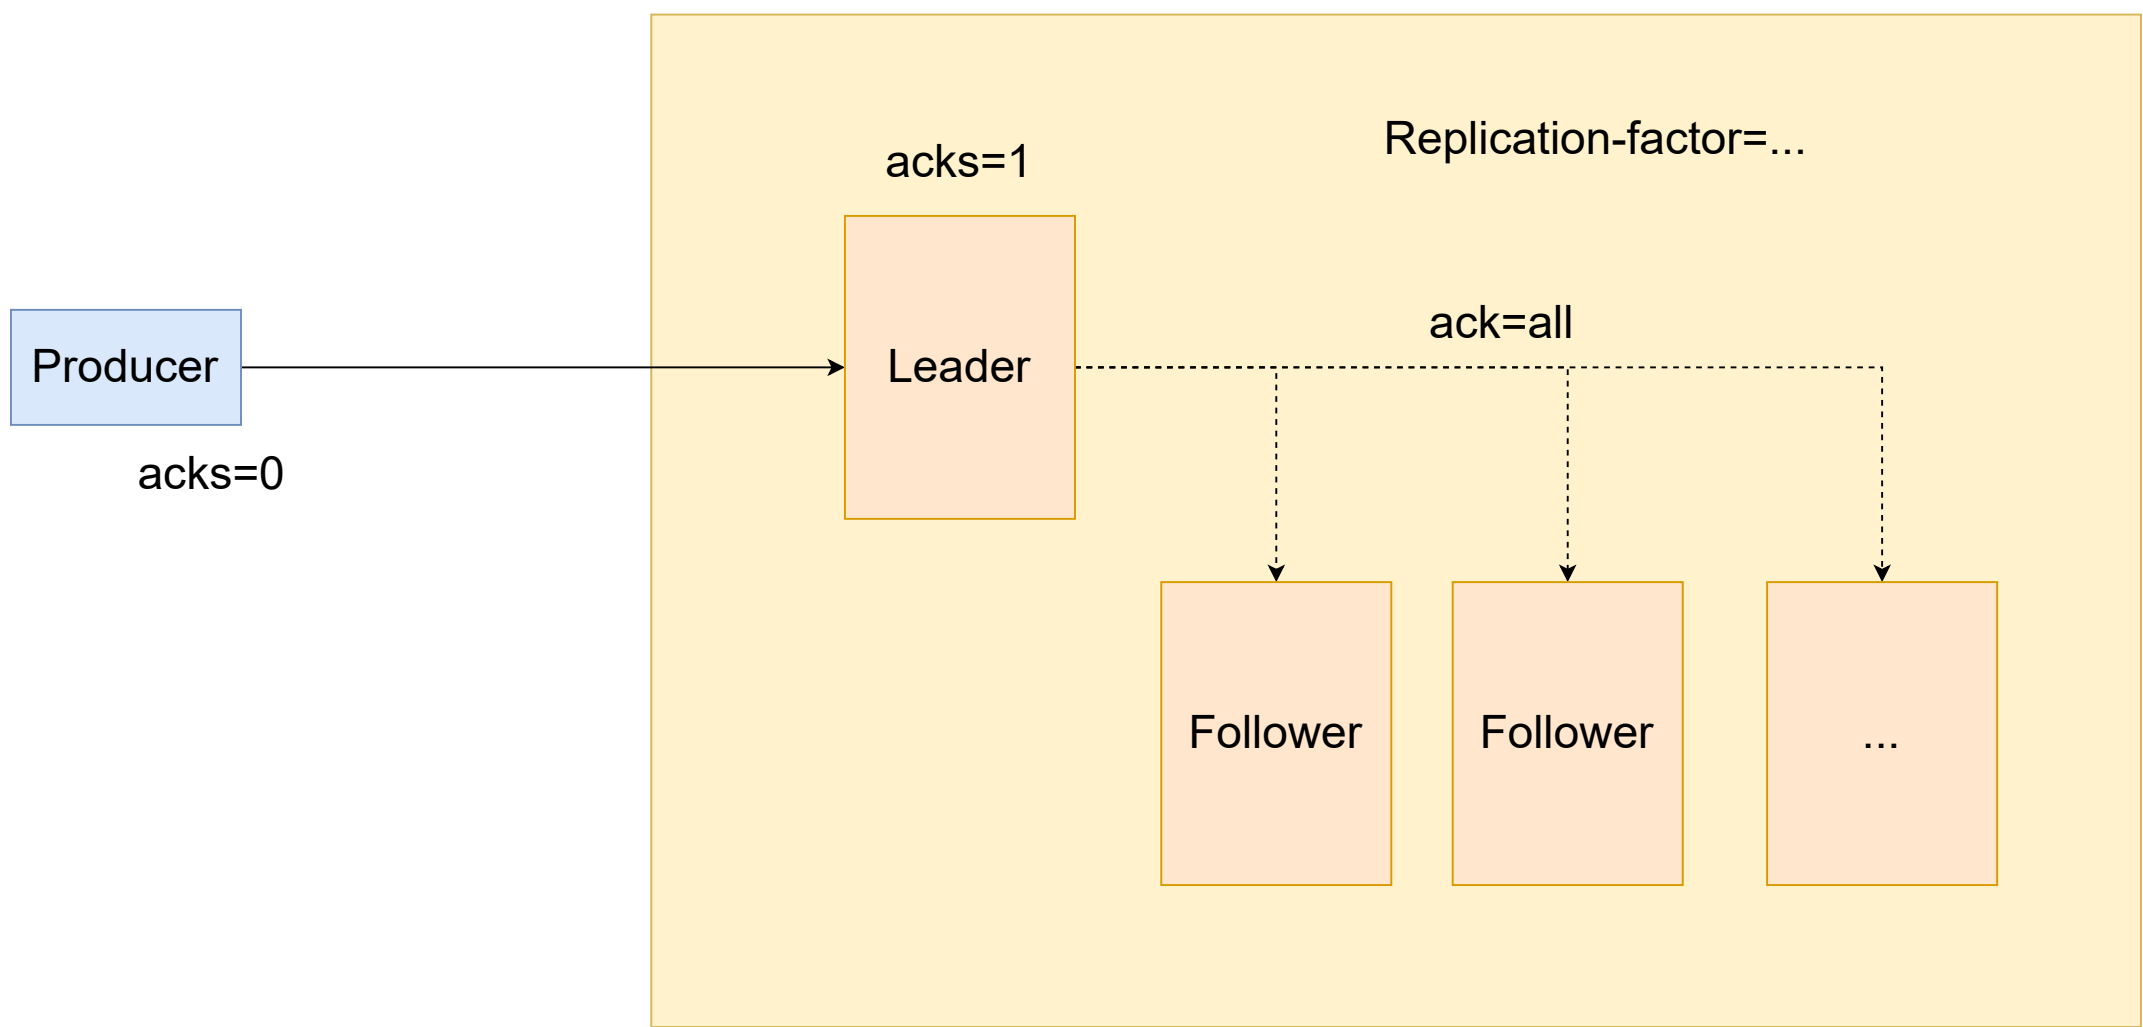 Replication-factor=...
acks=1
ack=all
Producer
Leader
acks=0
Follower
Follower
...